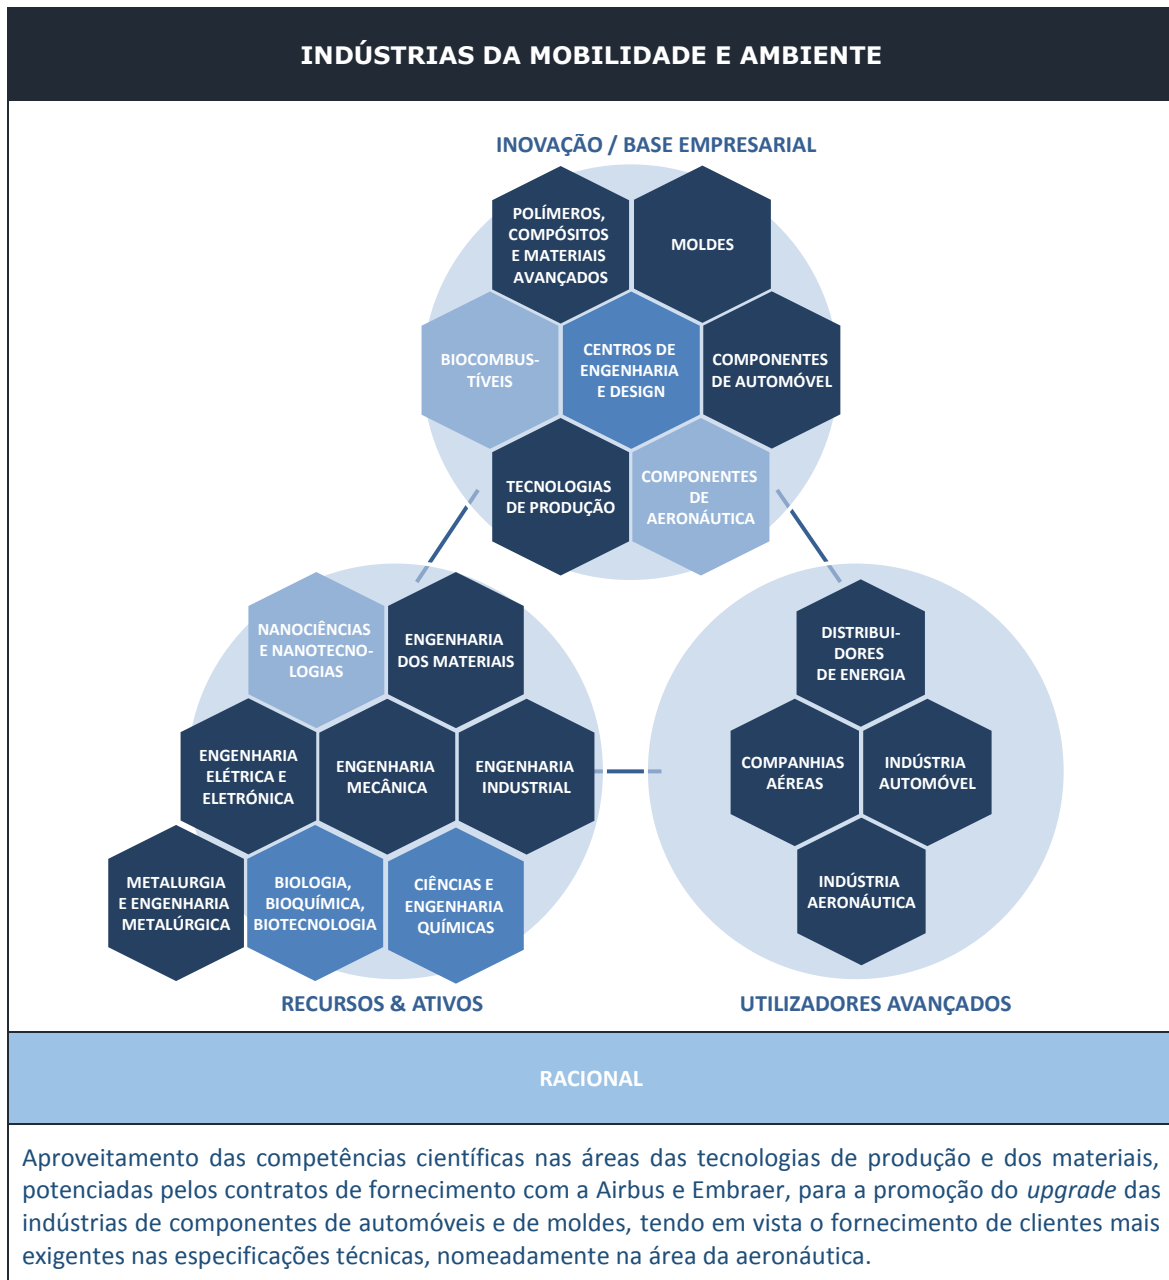 INDÚSTRIAS DA MOBILIDADE E AMBIENTE
INOVAÇÃO / BASE EMPRESARIAL
POLÍMEROS,
COMPÓSITOS
E MATERIAIS
AVANÇADOS
MOLDES
BIOCOMBUS-
TÍVEIS
CENTROS DE
ENGENHARIA
E DESIGN
COMPONENTES
DE AUTOMÓVEL
TECNOLOGIAS
DE PRODUÇÃO
COMPONENTES
DE
AERONÁUTICA
NANOCIÊNCIAS
E NANOTECNO-
LOGIAS
ENGENHARIA
DOS MATERIAIS
ENGENHARIA
ELÉTRICA E
ELETRÓNICA
ENGENHARIA
MECÂNICA
ENGENHARIA
INDUSTRIAL
METALURGIA
E ENGENHARIA
METALÚRGICA
BIOLOGIA,
BIOQUÍMICA,
BIOTECNOLOGIA
CIÊNCIAS E
ENGENHARIA
QUÍMICAS
RECURSOS & ATIVOS
DISTRIBUI-
DORES
DE ENERGIA
COMPANHIAS
AÉREAS
INDÚSTRIA
AUTOMÓVEL
INDÚSTRIA
AERONÁUTICA
UTILIZADORES AVANÇADOS
RACIONAL
Aproveitamento das competências científicas nas áreas das tecnologias de produção e dos materiais,
potenciadas pelos contratos de fornecimento com a Airbus e Embraer, para a promoção do upgrade das
indústrias de componentes de automóveis e de moldes, tendo em vista o fornecimento de clientes mais
exigentes nas especificações técnicas, nomeadamente na área da aeronáutica.